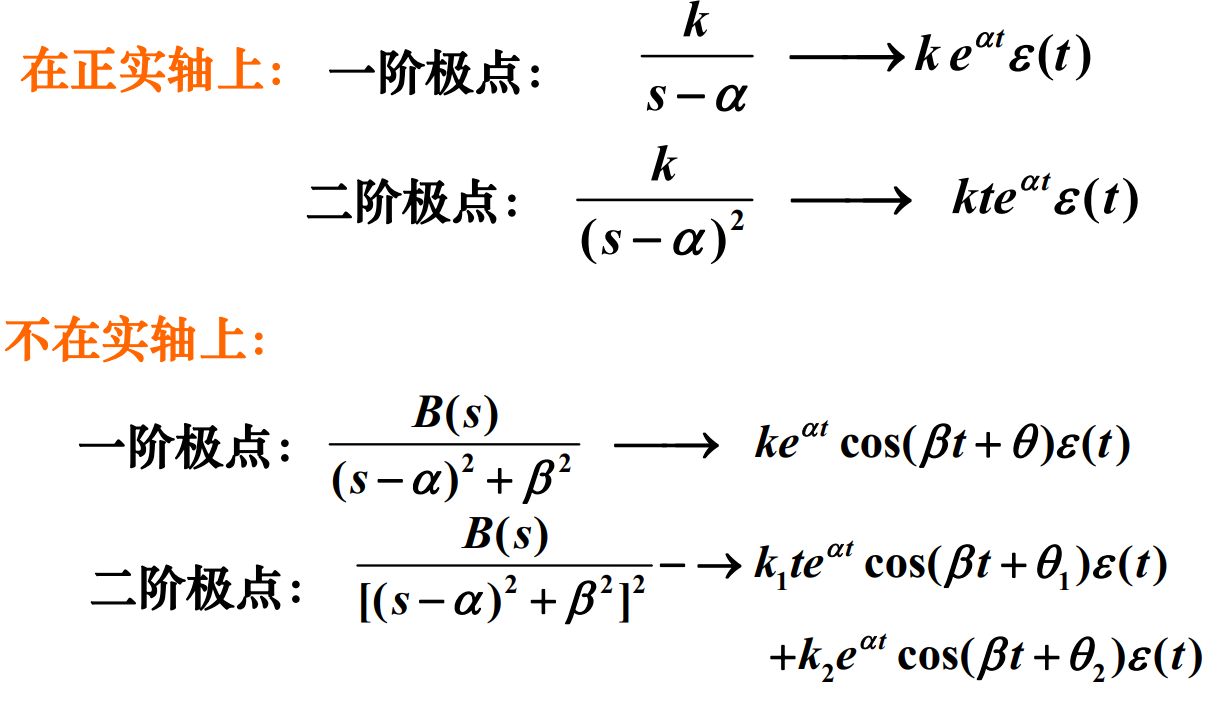 在正实轴上： 一阶极点： $\frac{k}{s-\alpha} \longrightarrow k e^{\alpha t} \varepsilon(t)$
二阶极点： $\frac{k}{(s-\alpha)^2} \longrightarrow kte^{\alpha t} \varepsilon(t)$
不在实轴上：
一阶极点： $\frac{B(s)}{(s-\alpha)^2+\beta^2} \longrightarrow ke^{\alpha t} \cos(\beta t+\theta)\varepsilon(t)$
二阶极点： $\frac{B(s)}{[(s-\alpha)^2+\beta^2]^2} \longrightarrow k_1te^{\alpha t} \cos(\beta t+\theta_1)\varepsilon(t)$
$+k_2e^{\alpha t} \cos(\beta t+\theta_2)\varepsilon(t)$